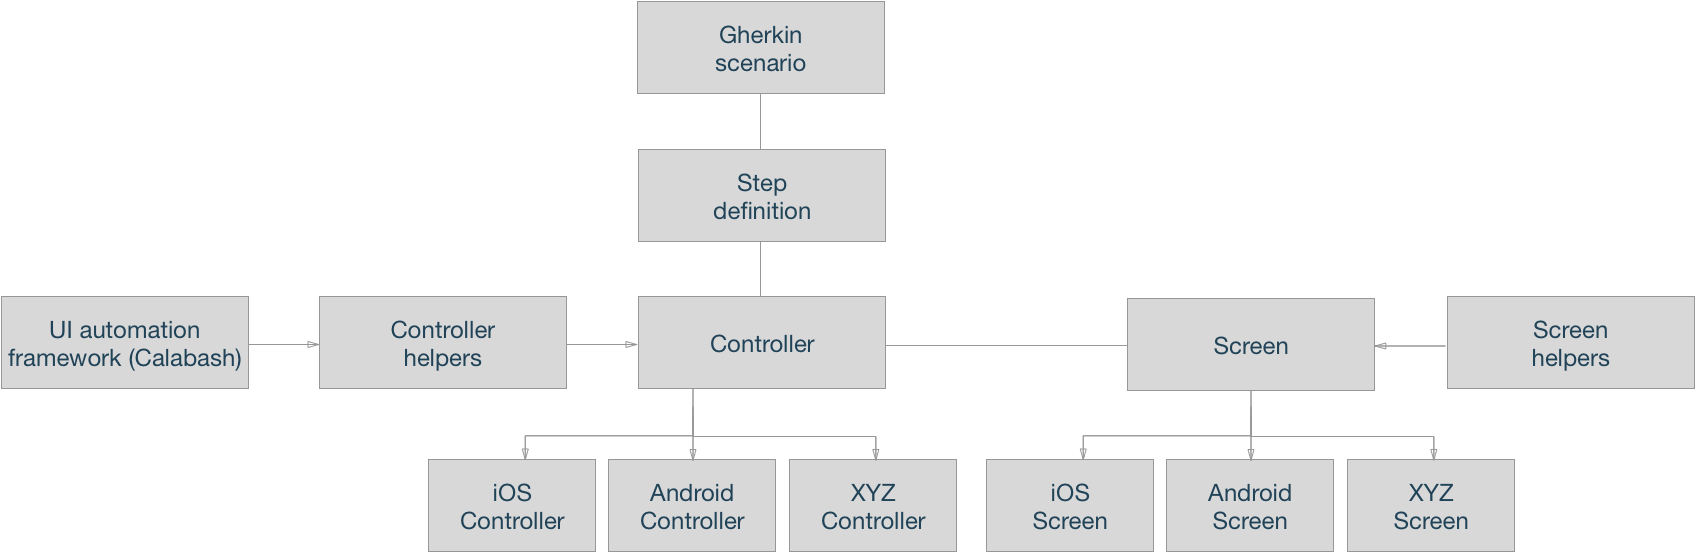 Gherkin
scenario
Step
definition
UI automation
framework (Calabash)
Controller
helpers
Controller
Screen
Screen
helpers
iOS
Controller
Android
Controller
XYZ
Controller
iOS
Screen
Android
Screen
XYZ
Screen